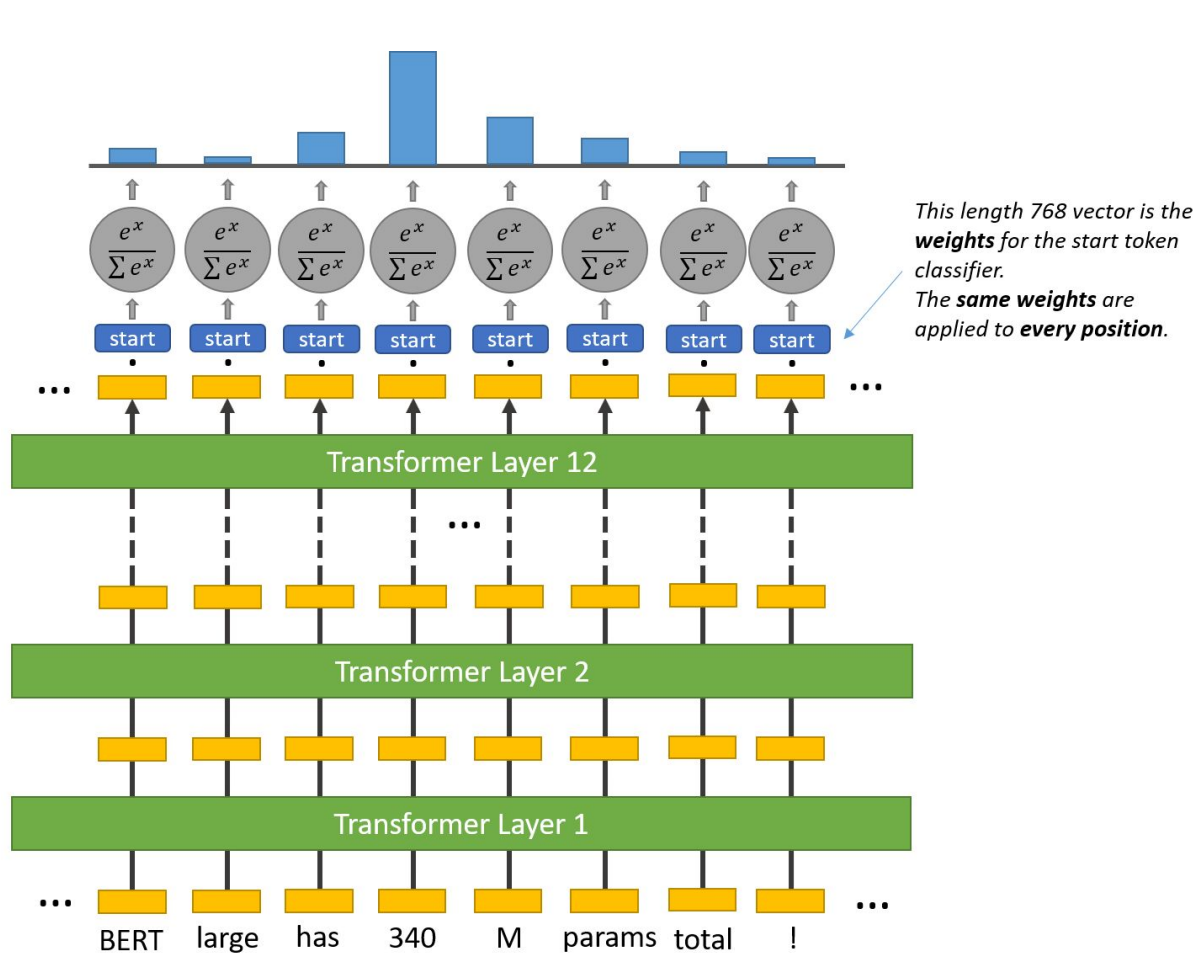 e^x / ∑ e^x e^x / ∑ e^x e^x / ∑ e^x e^x / ∑ e^x e^x / ∑ e^x e^x / ∑ e^x e^x / ∑ e^x e^x / ∑ e^x
This length 768 vector is the
weights for the start token
classifier.
The same weights are
applied to every position.
start start start start start start start start
... ...
Transformer Layer 12
...
Transformer Layer 2
Transformer Layer 1
... ...
BERT large has 340 M params total !